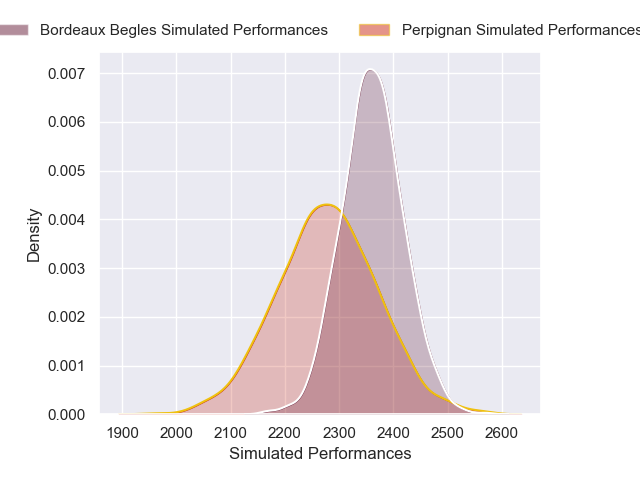 Bordeaux Begles Simulated Performances Perpignan Simulated Performances
0.007
0.006
0.005
0.004
0.003
0.002
0.001
0.000
Density
1900 2000 2100 2200 2300 2400 2500 2600
Simulated Performances